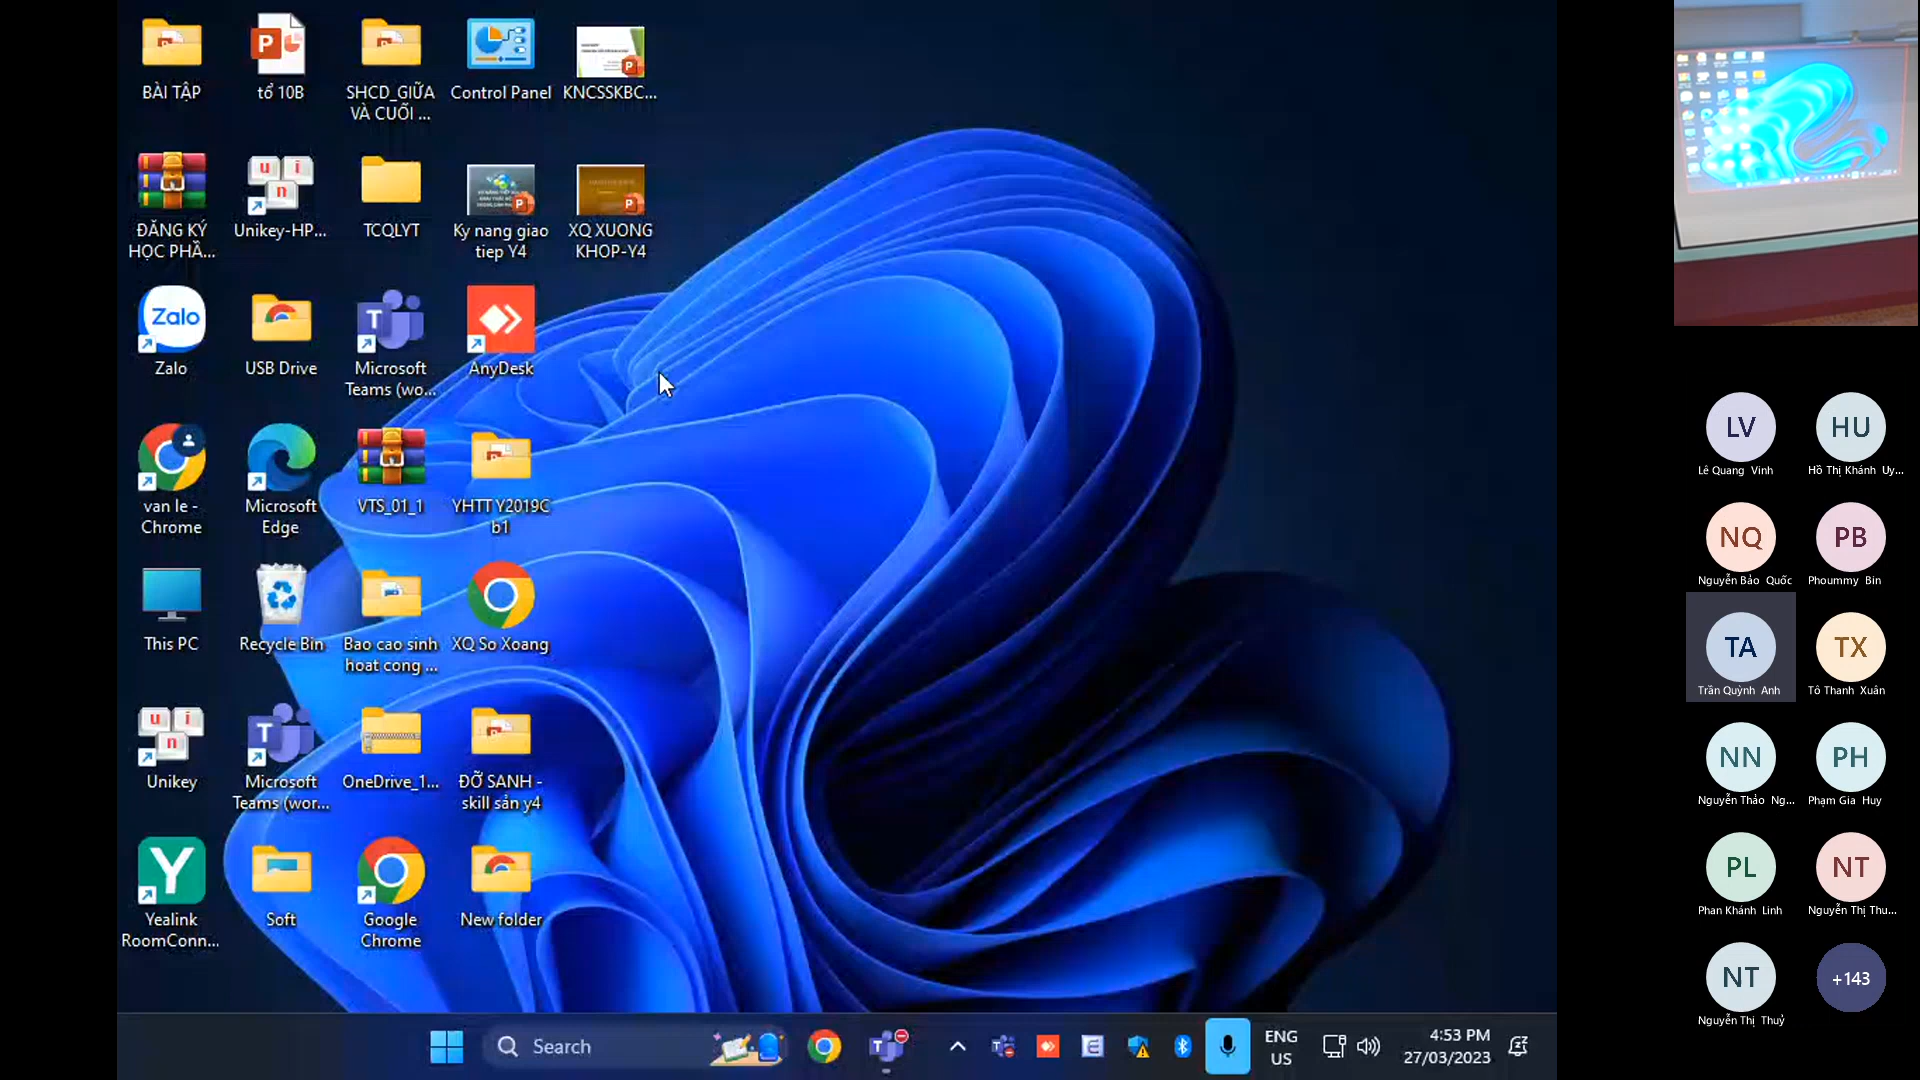 BÀI TẬP
tổ 10B
SHCD_GIỮA
VÀ CUỐI ...
Control Panel
KNCSSKBC...
ĐĂNG KÝ
HỌC PHẦ...
Unikey-HP...
TCQLYT
Ky nang giao
tiep Y4
XQ XUONG
KHOP-Y4
Zalo
Zalo
USB Drive
Microsoft
Teams (wo...
AnyDesk
van le -
Chrome
Microsoft
Edge
VTS_01_1
YHTT Y2019C
b1
This PC
Recycle Bin
Bao cao sinh
hoat cong ...
XQ So Xoang
Unikey
Microsoft
Teams (wor...
OneDrive_1...
ĐỠ SANH -
skill sản y4
Yealink
RoomConn...
Soft
Google
Chrome
New folder
Search
ENG
US
4:53 PM
27/03/2023
LV
Lê Quang Vinh
HU
Hồ Thị Khánh Uy...
NQ
Nguyễn Bảo Quốc
PB
Phoummy Bin
TA
Trần Quỳnh Anh
TX
Tô Thanh Xuân
NN
Nguyễn Thảo Ng...
PH
Phạm Gia Huy
PL
Phan Khánh Linh
NT
Nguyễn Thị Thu...
NT
Nguyễn Thị Thuỷ
+143